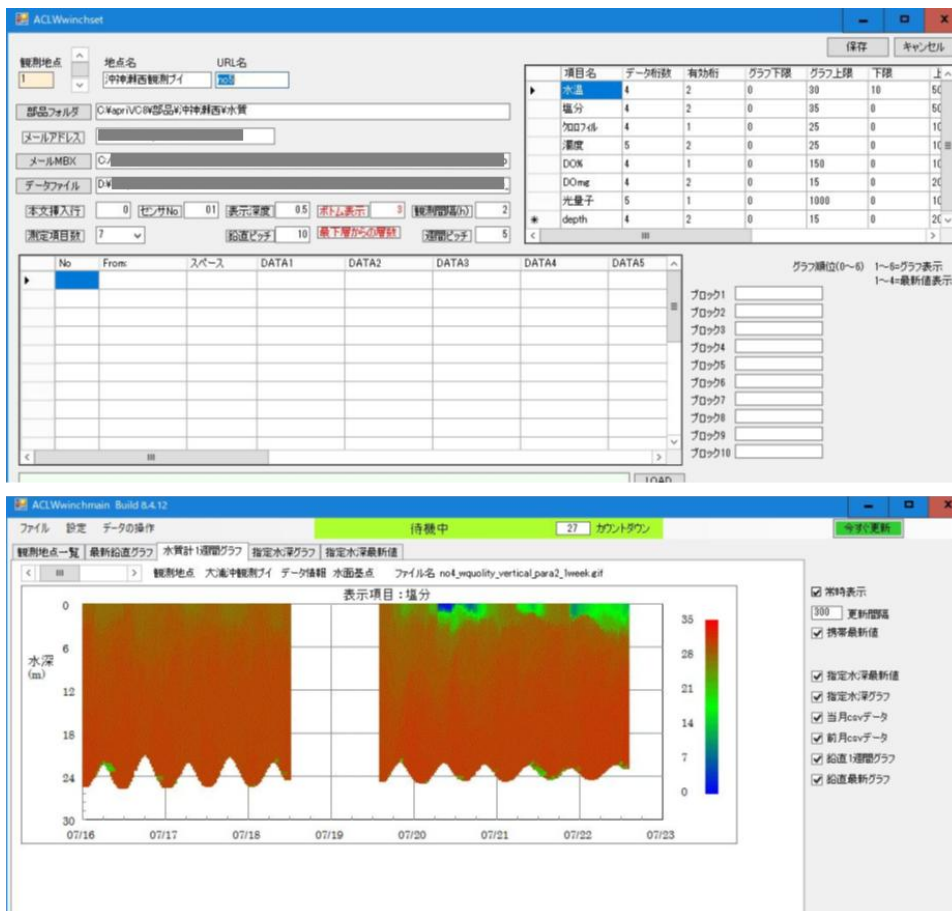 ACLWwinchset
保存 キャンセル
観測地点 地点名 URL名
1 沖神瀬西観測ブイ no5
部品フォルダ C:¥apriVC8¥部品¥沖神瀬西¥水質
メールアドレス
メールMBX C:/
データファイル D:¥
本文挿入行 0 センサNo 01 表示深度 0.5 ボトム表示 3 観測間隔(h) 2
測定項目数 7 鉛直ピッチ 10 最下層からの層数 週間ピッチ 5
項目名 データ桁数 有効桁 グラフ下限 グラフ上限 下限
水温 4 2 0 30 10 50
塩分 4 2 0 35 0 50
クロロフィル 4 1 0 25 0
濁度 5 2 0 25 0
DO% 4 1 0 150 0
DOmg 4 2 0 15 0
光量子 5 1 0 1000 0
depth 4 2 0 15 0
No From: スペース DATA1 DATA2 DATA3 DATA4 DATA5
グラフ順位(0～6) 1～6=グラフ表示
1～4=最新値表示
ブロック1
ブロック2
ブロック3
ブロック4
ブロック5
ブロック6
ブロック7
ブロック8
ブロック9
ブロック10
LOAD
ACLWwinchmain Build 8.4.12
ファイル 設定 データの操作 待機中 27 カウントダウン 今すぐ更新
観測地点一覧 最新鉛直グラフ 水質計1週間グラフ 指定水深グラフ 指定水深最新値
観測地点 大浦沖観測ブイ データ情報 水面基点 ファイル名 no4_wquolity_vertical_para2_1week.gif
表示項目：塩分
水深
(m)
0
6
12
18
24
30
07/16 07/17 07/18 07/19 07/20 07/21 07/22 07/23
35
28
21
14
7
0
常時表示
300 更新間隔
携帯最新値
指定水深最新値
指定水深グラフ
当月csvデータ
前月csvデータ
鉛直1週間グラフ
鉛直最新グラフ